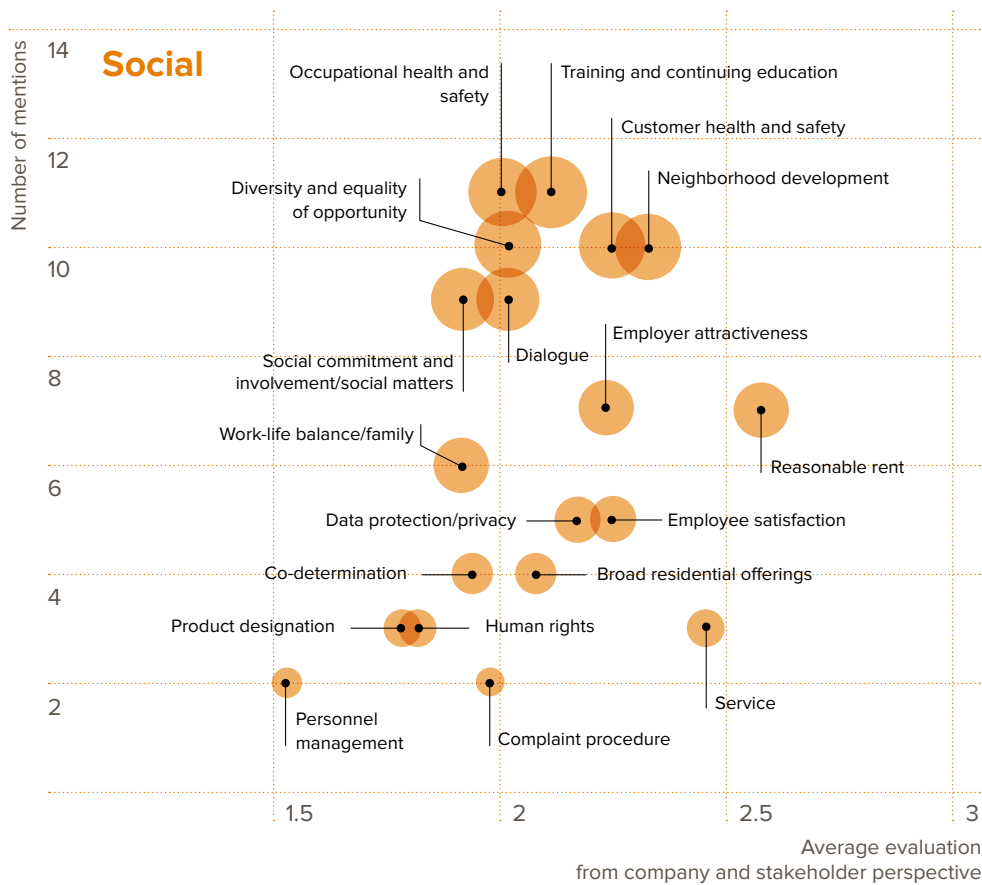 Number of mentions
14
Social
Occupational health and
safety
Training and continuing education
Customer health and safety
12
Neighborhood development
Diversity and equality
of opportunity
10
Employer attractiveness
Dialogue
Social commitment and
involvement/social matters
8
Work-life balance/family
Reasonable rent
6
Data protection/privacy
Employee satisfaction
Co-determination
Broad residential offerings
4
Product designation
Human rights
2
Service
Personnel
management
Complaint procedure
1.5
2
2.5
3
Average evaluation
from company and stakeholder perspective